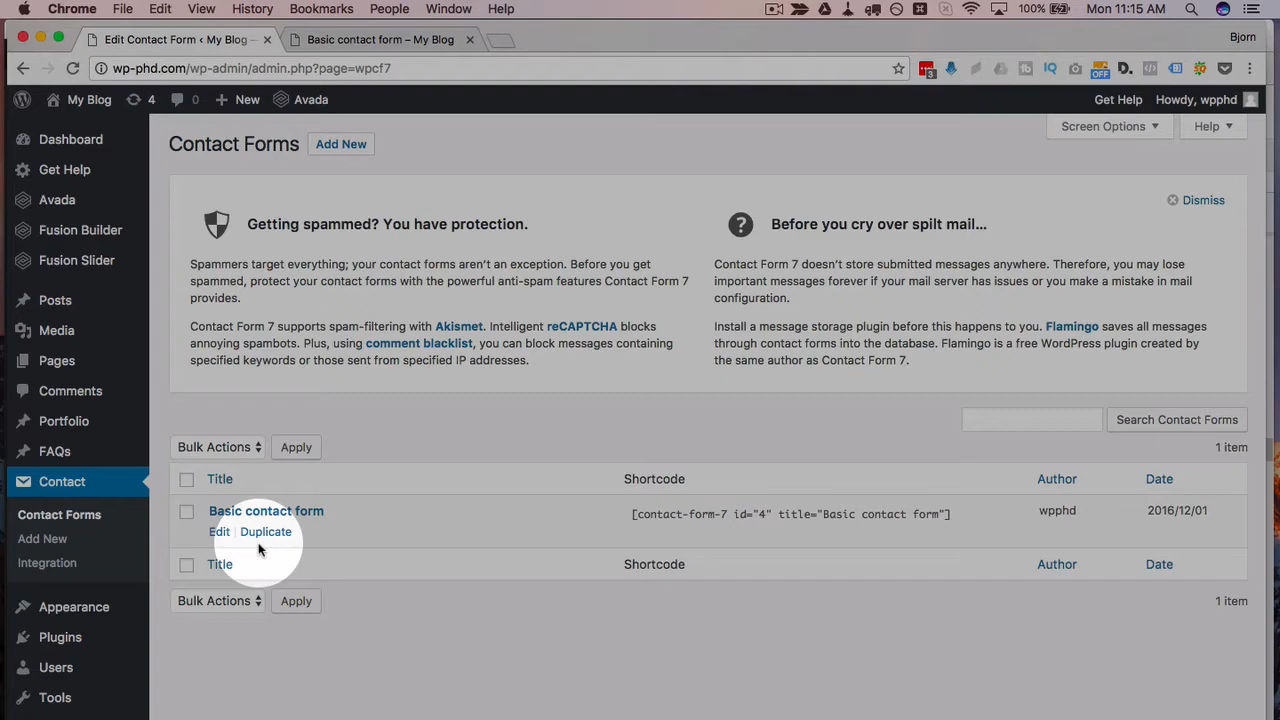 Chrome File Edit View History Bookmarks People Window Help 100% Mon 11:15 AM
Edit Contact Form ‹ My Blog – Basic contact form – My Blog Bjorn
wp-phd.com/wp-admin/admin.php?page=wpcf7 3 OFF
My Blog 4 0 New Avada Get Help Howdy, wpphd
Screen Options Help
Contact Forms Add New
Dashboard
Get Help
Avada
Fusion Builder
Fusion Slider
Posts
Media
Pages
Comments
Portfolio
FAQs
Contact
Contact Forms
Add New
Integration
Appearance
Plugins
Users
Tools
Dismiss
Getting spammed? You have protection.
Spammers target everything; your contact forms aren't an exception. Before you get
spammed, protect your contact forms with the powerful anti-spam features Contact Form 7
provides.
Contact Form 7 supports spam-filtering with Akismet. Intelligent reCAPTCHA blocks
annoying spambots. Plus, using comment blacklist, you can block messages containing
specified keywords or those sent from specified IP addresses.
Before you cry over spilt mail…
Contact Form 7 doesn't store submitted messages anywhere. Therefore, you may lose
important messages forever if your mail server has issues or you make a mistake in mail
configuration.
Install a message storage plugin before this happens to you. Flamingo saves all messages
through contact forms into the database. Flamingo is a free WordPress plugin created by
the same author as Contact Form 7.
Search Contact Forms
Bulk Actions Apply 1 item
Title Shortcode Author Date
Basic contact form [contact-form-7 id="4" title="Basic contact form"] wpphd 2016/12/01
Edit | Duplicate
Title Shortcode Author Date
Bulk Actions Apply 1 item